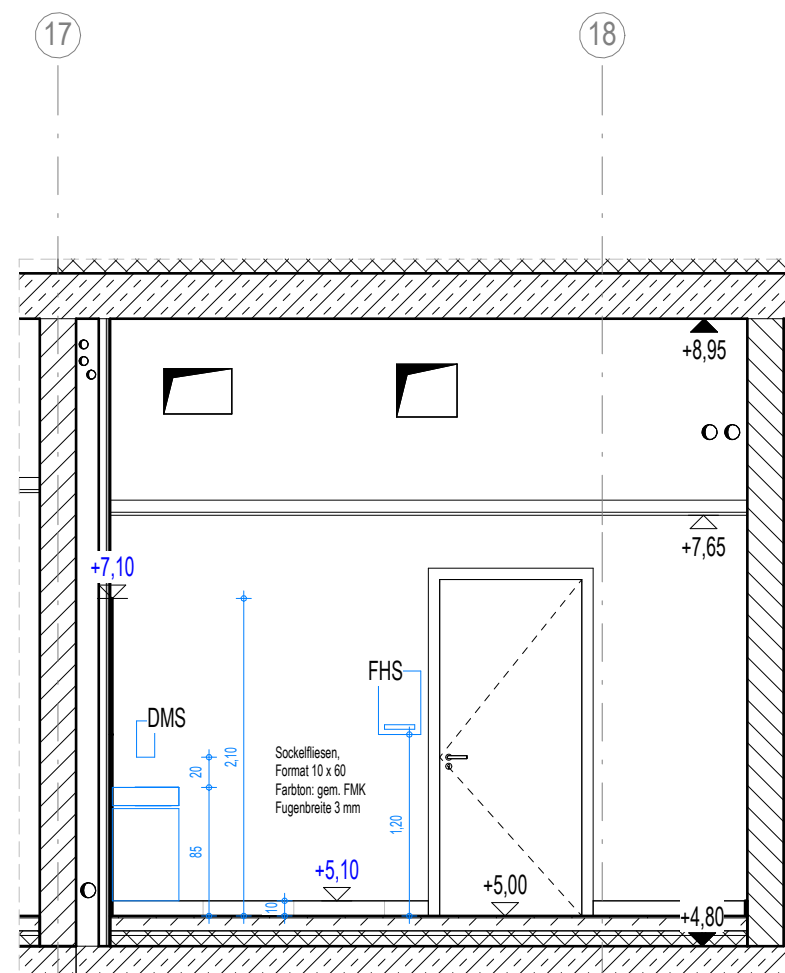 17
18
+8,95
+7,65
+7,10
FHS
DMS
2,10
20
Sockelfliesen,
Format 10 x 60
Farbton: gem. FMK
Fugenbreite 3 mm
1,20
85
+5,10
+5,00
10
+4,80